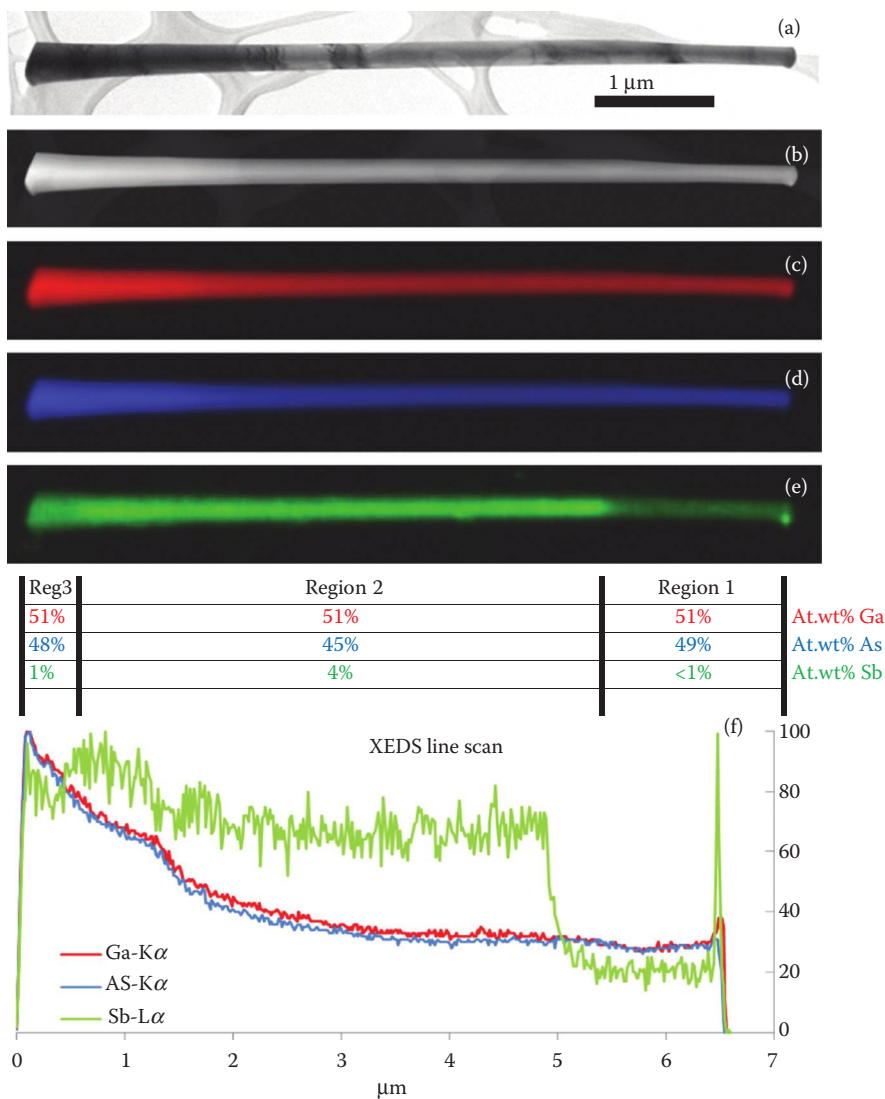 (a)
1 μm
(b)
(c)
(d)
(e)
Reg3 Region 2 Region 1
51% 51% 51% At.wt% Ga
48% 45% 49% At.wt% As
1% 4% <1% At.wt% Sb
(f)
XEDS line scan
100
80
60
40
20
0
Ga-Kα
AS-Kα
Sb-Lα
0 1 2 3 4 5 6 7
μm